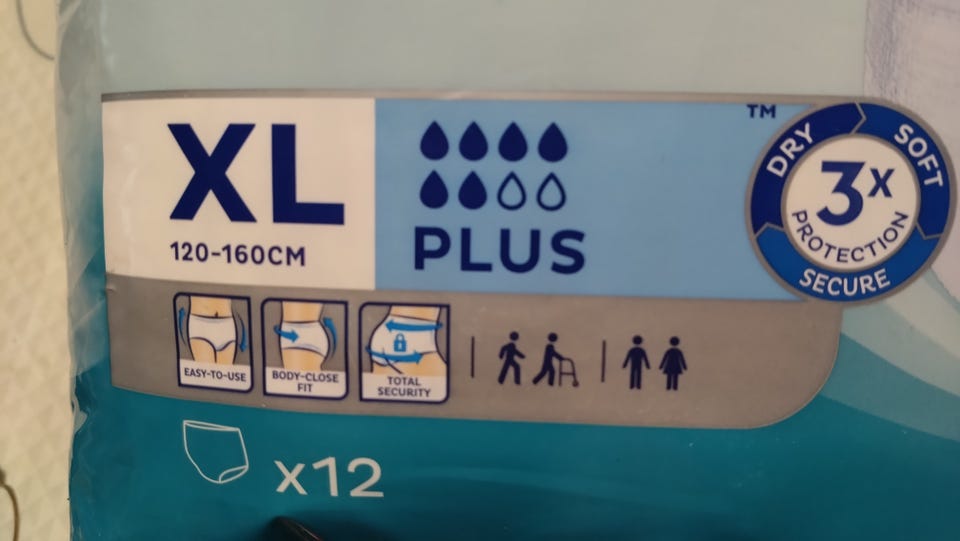 XL
120-160CM
PLUS
TM
DRY
SOFT
SECURE
3X
PROTECTION
EASY-TO-USE
BODY-CLOSE
FIT
TOTAL
SECURITY
x12